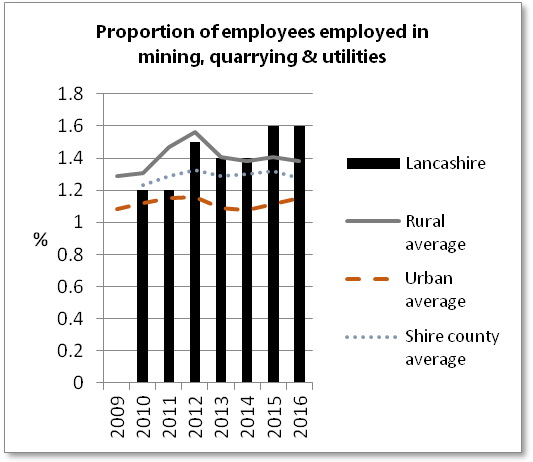 Proportion of employees employed in
mining, quarrying & utilities
1.8
1.6
1.4
1.2
1
0.8
0.6
0.4
0.2
0
%
2009
2010
2011
2012
2013
2014
2015
2016
Lancashire
Rural
average
Urban
average
Shire county
average